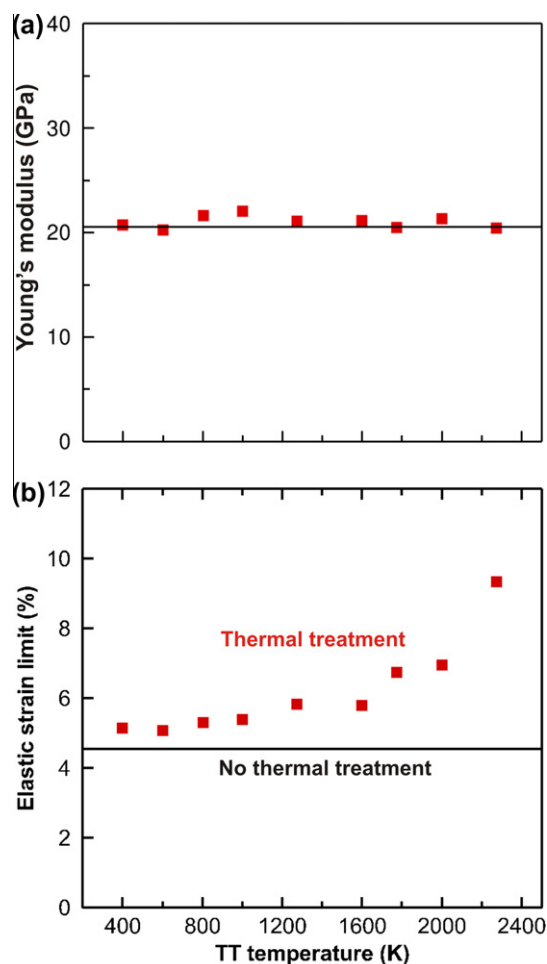 (a)
40
30
20
10
0
Young's modulus (GPa)
(b)
12
10
8
6
4
2
0
Elastic strain limit (%)
Thermal treatment
No thermal treatment
400 800 1200 1600 2000 2400
TT temperature (K)